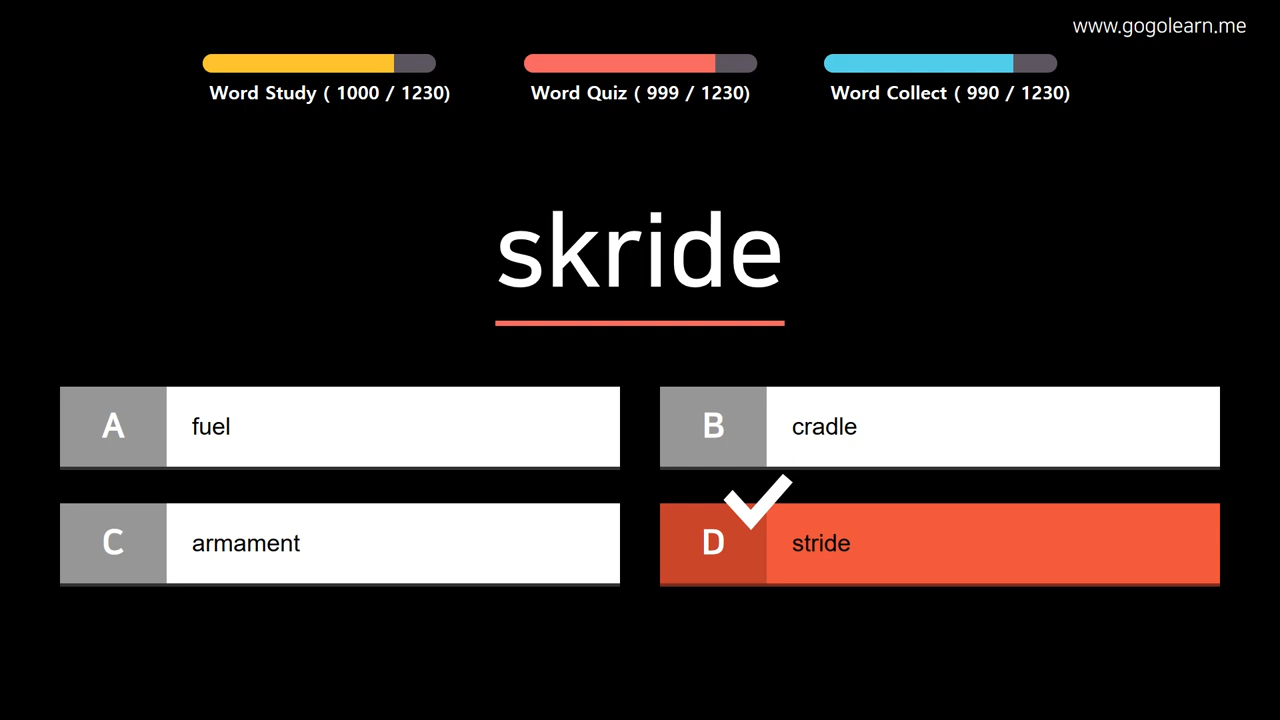 www.gogolearn.me
Word Study ( 1000 / 1230)
Word Quiz ( 999 / 1230)
Word Collect ( 990 / 1230)
skride
A fuel
B cradle
C armament
D stride